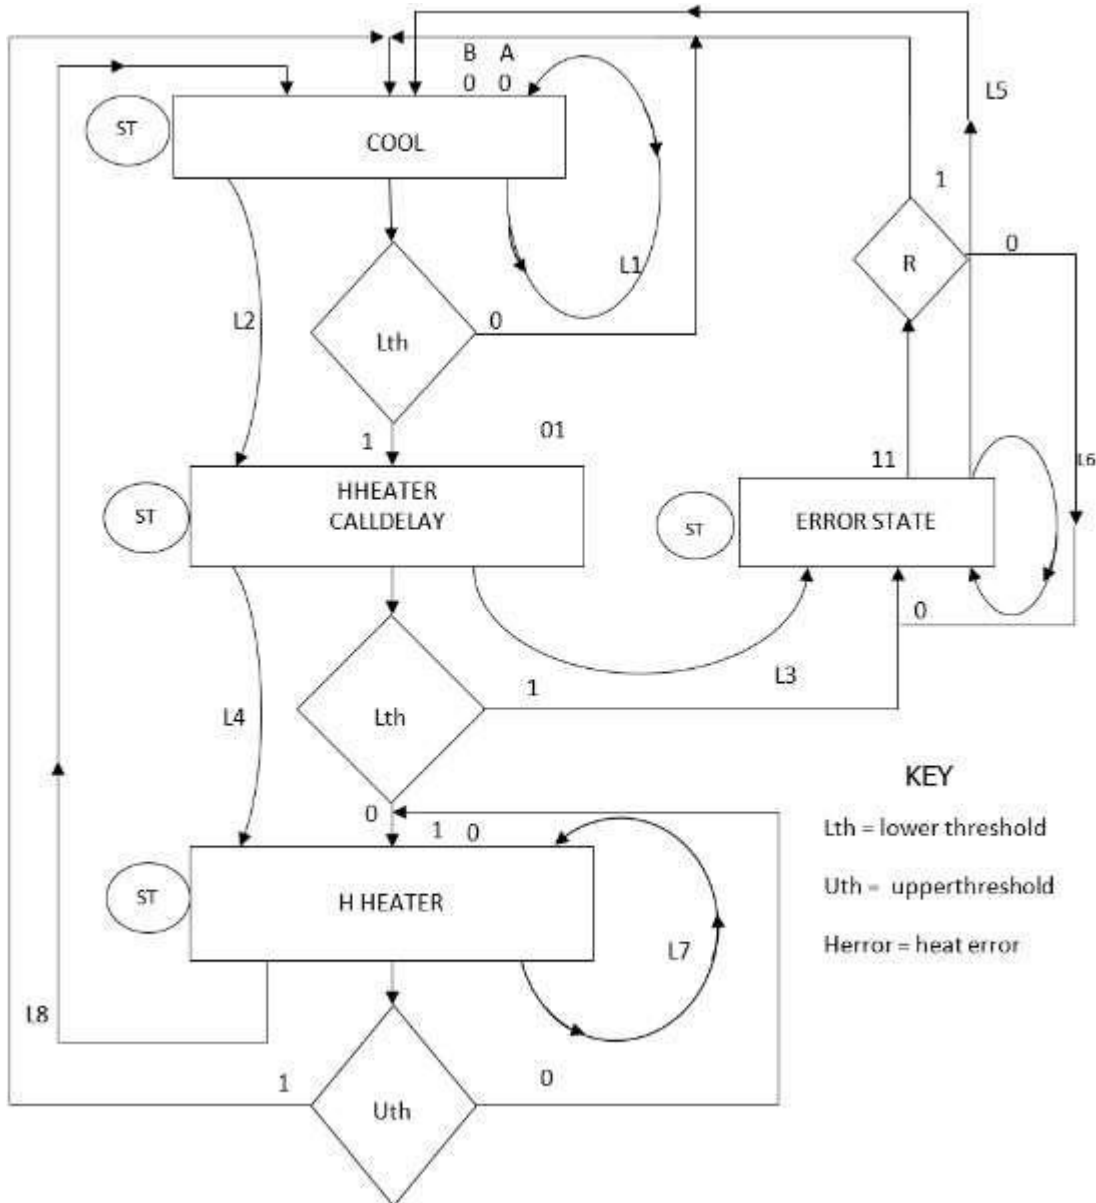 B A
0 0
L5
ST
COOL
1
0
R
L1
L2
0
Lth
01
1
11
L6
HHEATER
CALLDELAY
ST
ST
ERROR STATE
0
1
L3
L4
Lth
KEY
0
1 0
Lth = lower threshold
Uth = upperthreshold
ST
H HEATER
Herror = heat error
L7
L8
1
0
Uth